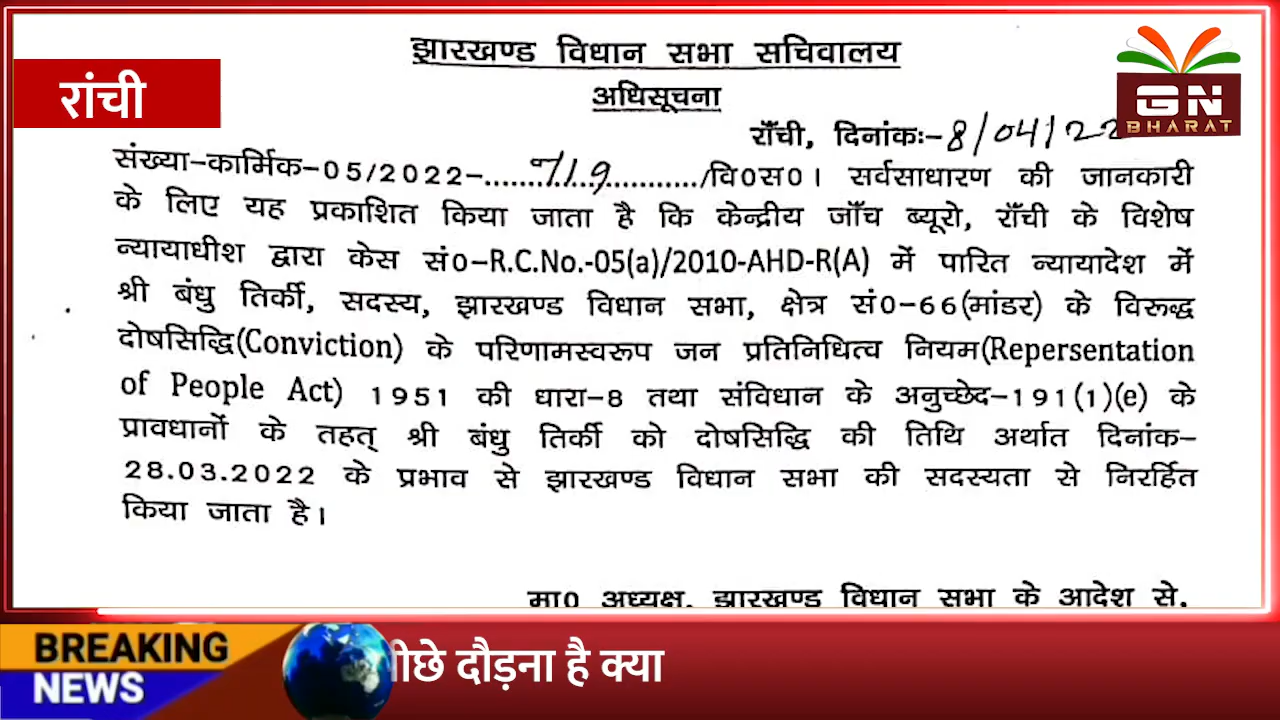 झारखण्ड विधान सभा सचिवालय
रांची
अधिसूचना
GN
BHARAT
राँची, दिनांकः-8/04/22
संख्या-कार्मिक-05/2022-......719......../वि0स0। सर्वसाधारण की जानकारी
के लिए यह प्रकाशित किया जाता है कि केन्द्रीय जाँच ब्यूरो, राँची के विशेष
न्यायाधीश द्वारा केस सं0-R.C.No.-05(a)/2010-AHD-R(A) में पारित न्यायादेश में
श्री बंधु तिर्की, सदस्य, झारखण्ड विधान सभा, क्षेत्र सं0-66(मांडर) के विरुद्ध
दोषसिद्धि(Conviction) के परिणामस्वरुप जन प्रतिनिधित्व नियम(Repersentation
of People Act) 1951 की धारा-8 तथा संविधान के अनुच्छेद-191(1)(e) के
प्रावधानों के तहत् श्री बंधु तिर्की को दोषसिद्धि की तिथि अर्थात दिनांक-
28.03.2022 के प्रभाव से झारखण्ड विधान सभा की सदस्यता से निरर्हित
किया जाता है।
मा0 अध्यक्ष, झारखण्ड विधान सभा के आदेश से,
BREAKING
NEWS
दौड़ना है क्या